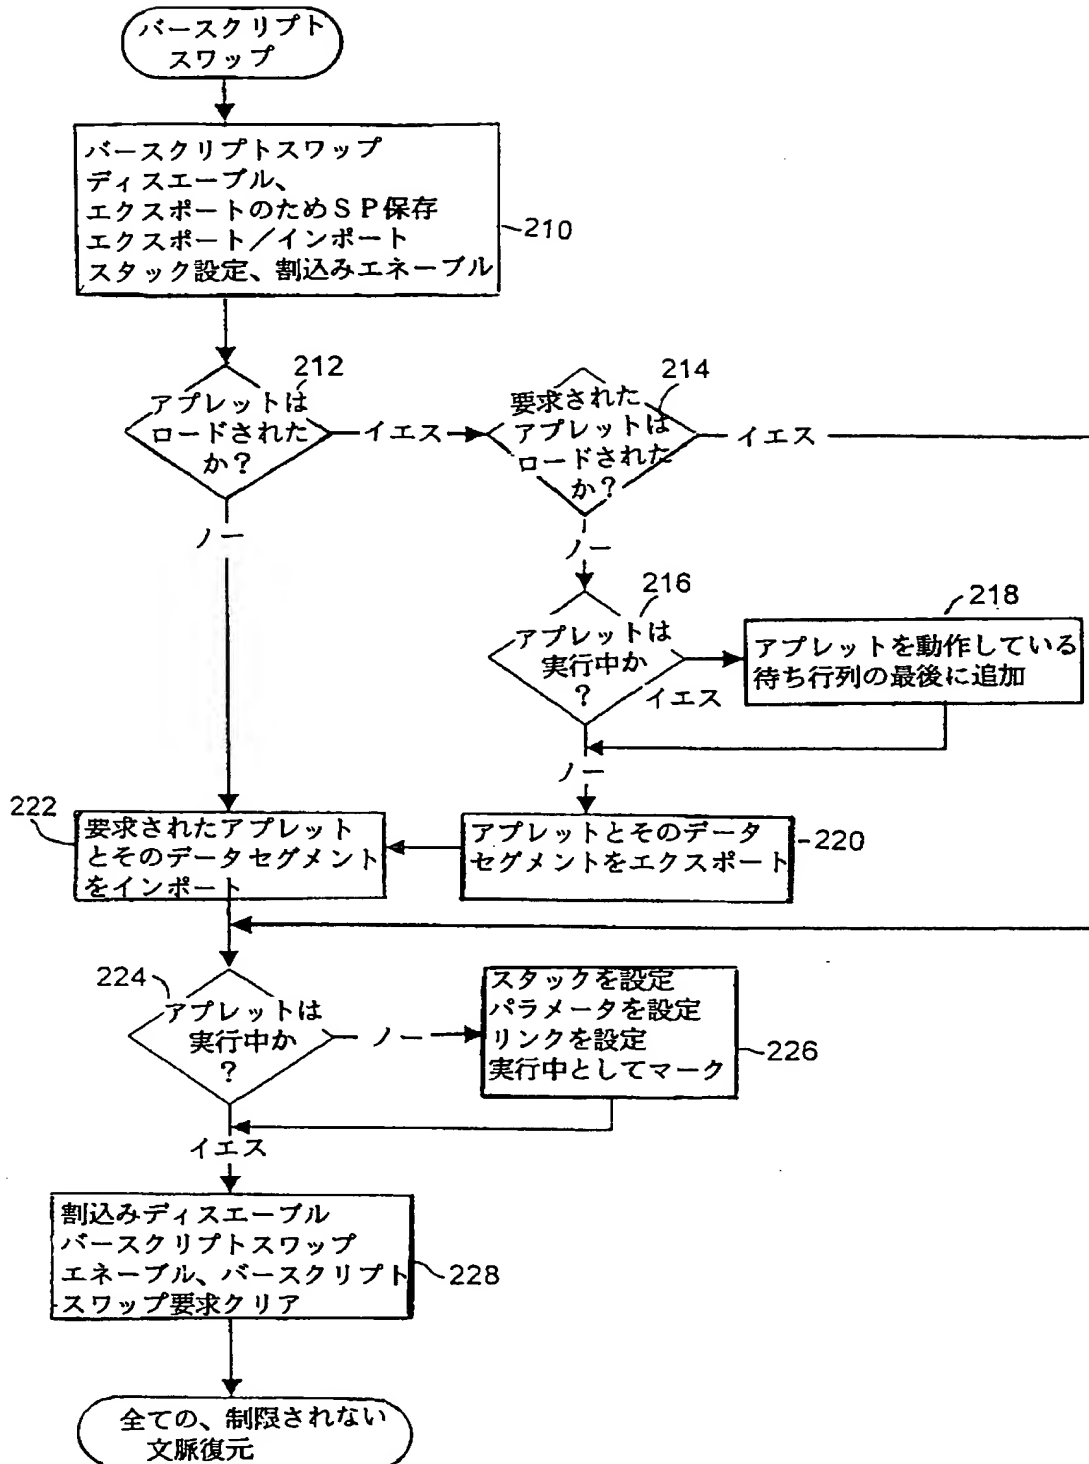 バースクリプト
スワップ
バースクリプトスワップ
ディスエーブル、
エクスポートのためSP保存
エクスポート／インポート
スタック設定、割込みエネーブル
210
212
アプレットは
ロードされた
か？
イエス
214
要求された
アプレットは
ロードされた
か？
イエス
ノー
ノー
216
アプレットは
実行中か
？
イエス
218
アプレットを動作している
待ち行列の最後に追加
ノー
222
要求されたアプレット
とそのデータセグメント
をインポート
アプレットとそのデータ
セグメントをエクスポート
220
224
アプレットは
実行中か
？
ノー
スタックを設定
パラメータを設定
リンクを設定
実行中としてマーク
226
イエス
割込みディスエーブル
バースクリプトスワップ
エネーブル、バースクリプト
スワップ要求クリア
228
全ての、制限されない
文脈復元